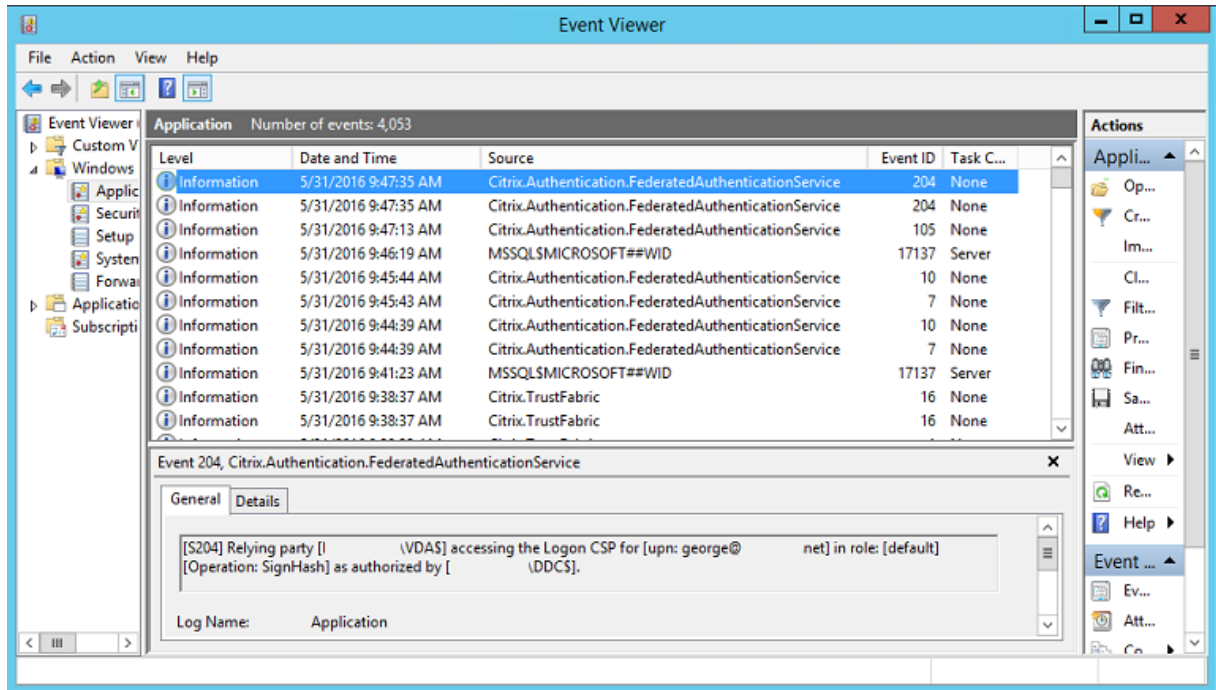 Event Viewer
File Action View Help
Event Viewer
Custom V
Windows
Applic
Securit
Setup
System
Forwar
Applicatio
Subscripti
Application Number of events: 4,053
Level Date and Time Source Event ID Task C...
Information 5/31/2016 9:47:35 AM Citrix.Authentication.FederatedAuthenticationService 204 None
Information 5/31/2016 9:47:35 AM Citrix.Authentication.FederatedAuthenticationService 204 None
Information 5/31/2016 9:47:13 AM Citrix.Authentication.FederatedAuthenticationService 105 None
Information 5/31/2016 9:46:19 AM MSSQL$MICROSOFT##WID 17137 Server
Information 5/31/2016 9:45:44 AM Citrix.Authentication.FederatedAuthenticationService 10 None
Information 5/31/2016 9:45:43 AM Citrix.Authentication.FederatedAuthenticationService 7 None
Information 5/31/2016 9:44:39 AM Citrix.Authentication.FederatedAuthenticationService 10 None
Information 5/31/2016 9:44:39 AM Citrix.Authentication.FederatedAuthenticationService 7 None
Information 5/31/2016 9:41:23 AM MSSQL$MICROSOFT##WID 17137 Server
Information 5/31/2016 9:38:37 AM Citrix.TrustFabric 16 None
Information 5/31/2016 9:38:37 AM Citrix.TrustFabric 16 None
Event 204, Citrix.Authentication.FederatedAuthenticationService
General Details
[S204] Relying party [ \VDA$] accessing the Logon CSP for [upn: george@ .net] in role: [default]
[Operation: SignHash] as authorized by [ \DDC$].
Log Name: Application
Actions
Appli...
Op...
Cr...
Im...
Cl...
Filt...
Pr...
Fin...
Sa...
Att...
View
Re...
Help
Event ...
Ev...
Att...
Co...